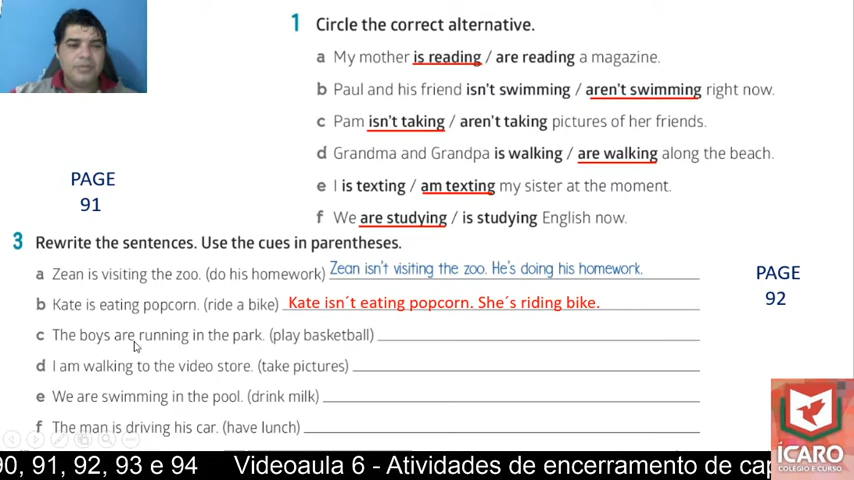 1 Circle the correct alternative.
a My mother is reading / are reading a magazine.
b Paul and his friend isn't swimming / aren't swimming right now.
c Pam isn't taking / aren't taking pictures of her friends.
d Grandma and Grandpa is walking / are walking along the beach.
e I is texting / am texting my sister at the moment.
f We are studying / is studying English now.
PAGE
91
3 Rewrite the sentences. Use the cues in parentheses.
a Zean is visiting the zoo. (do his homework) Zean isn't visiting the zoo. He's doing his homework.
b Kate is eating popcorn. (ride a bike) Kate isn´t eating popcorn. She´s riding bike.
c The boys are running in the park. (play basketball)
d I am walking to the video store. (take pictures)
e We are swimming in the pool. (drink milk)
f The man is driving his car. (have lunch)
PAGE
92
ÍCARO
COLÉGIO E CURSO
90, 91, 92, 93 e 94 Videoaula 6 - Atividades de encerramento de cap